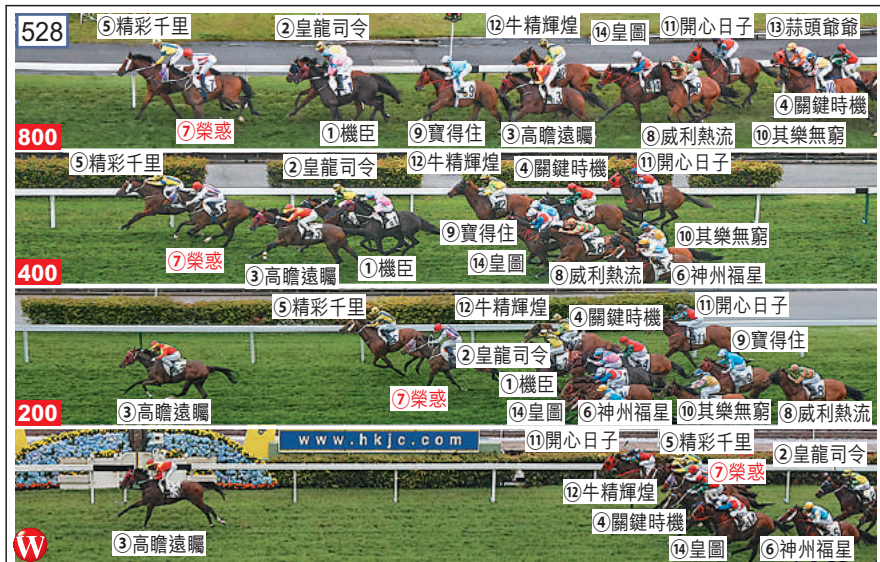 528
⑤精彩千里 ②皇龍司令 ⑫牛精輝煌 ⑭皇圖 ⑪開心日子 ⑬蒜頭爺爺
④關鍵時機
800 ⑦榮惑 ①機臣 ⑨寶得住 ③高瞻遠矚 ⑧威利熱流 ⑩其樂無窮
⑤精彩千里 ②皇龍司令 ⑫牛精輝煌 ④關鍵時機 ⑪開心日子
⑨寶得住 ⑩其樂無窮
400 ⑦榮惑 ③高瞻遠矚 ①機臣 ⑭皇圖 ⑧威利熱流 ⑥神州福星
⑤精彩千里 ⑫牛精輝煌 ④關鍵時機 ⑪開心日子
②皇龍司令 ⑨寶得住
①機臣
200 ③高瞻遠矚 ⑦榮惑 ⑭皇圖 ⑥神州福星 ⑩其樂無窮 ⑧威利熱流
www.hkjc.com ⑪開心日子 ⑤精彩千里 ②皇龍司令
⑦榮惑
⑫牛精輝煌
④關鍵時機
W ③高瞻遠矚 ⑭皇圖 ⑥神州福星